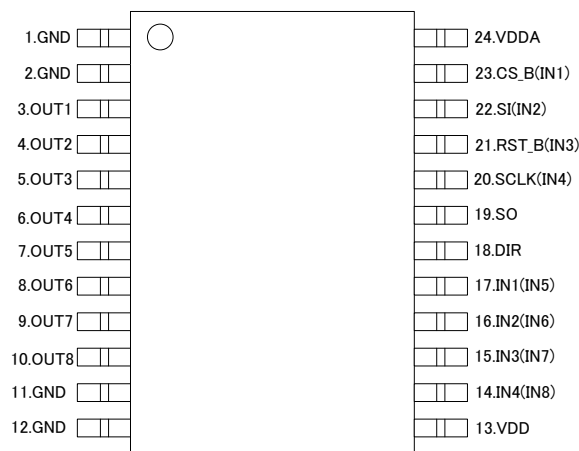 1.GND
2.GND
3.OUT1
4.OUT2
5.OUT3
6.OUT4
7.OUT5
8.OUT6
9.OUT7
10.OUT8
11.GND
12.GND
24.VDDA
23.CS_B(IN1)
22.SI(IN2)
21.RST_B(IN3)
20.SCLK(IN4)
19.SO
18.DIR
17.IN1(IN5)
16.IN2(IN6)
15.IN3(IN7)
14.IN4(IN8)
13.VDD